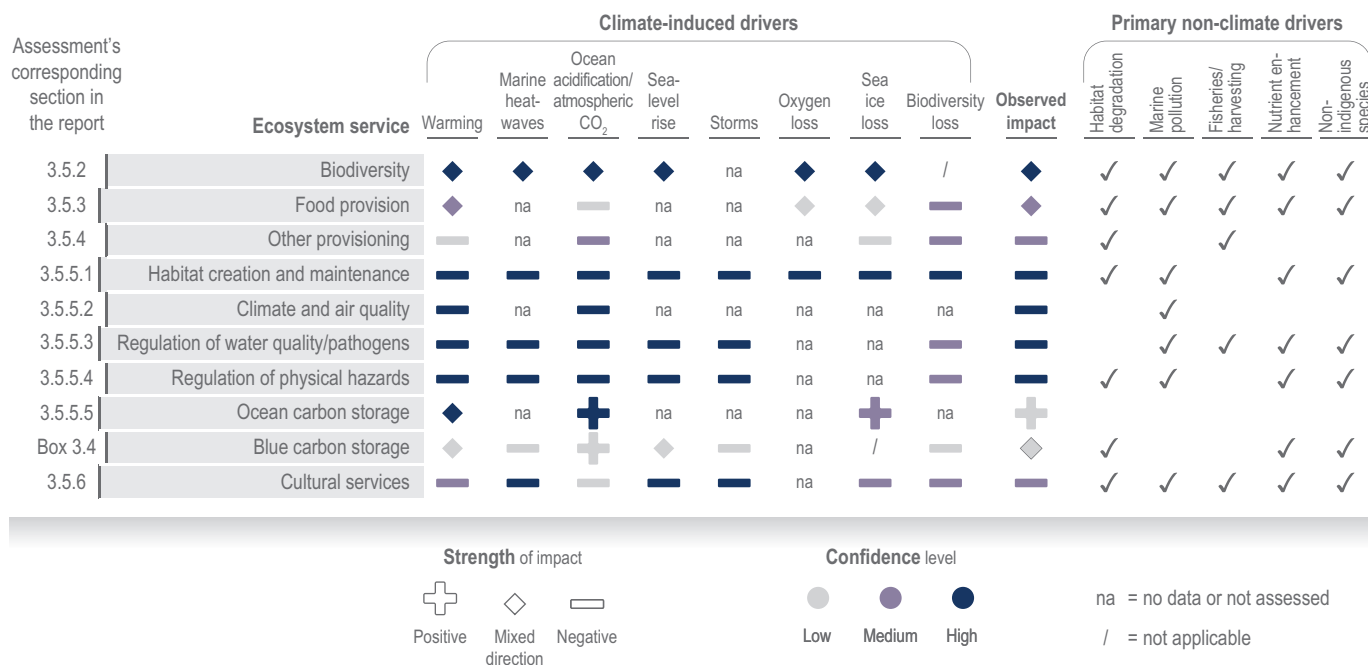 Climate-induced drivers
Primary non-climate drivers
Assessment's
corresponding
section in
the report
Ecosystem service
Warming
Marine
heat-
waves
Ocean
acidification/
atmospheric
CO₂
Sea-
level
rise
Storms
Oxygen
loss
Sea
ice
loss
Biodiversity
loss
Observed
impact
Habitat
degradation
Marine
pollution
Fisheries/
harvesting
Nutrient en-
hancement
Non-
indigenous
species
3.5.2 Biodiversity na /
3.5.3 Food provision na na na
3.5.4 Other provisioning na na na na
3.5.5.1 Habitat creation and maintenance
3.5.5.2 Climate and air quality na na na na na na
3.5.5.3 Regulation of water quality/pathogens na na
3.5.5.4 Regulation of physical hazards na na
3.5.5.5 Ocean carbon storage na na na na na
Box 3.4 Blue carbon storage na /
3.5.6 Cultural services na
Strength of impact
Positive
Mixed
direction
Negative
Confidence level
Low Medium High
na = no data or not assessed
/ = not applicable